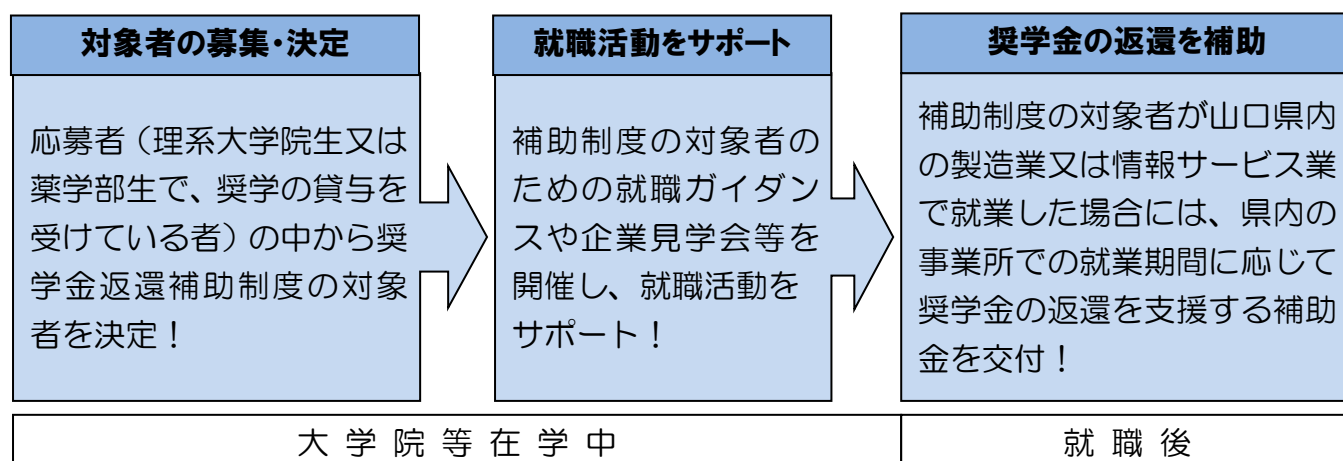 対象者の募集・決定
応募者（理系大学院生又は
薬学部生で、奨学の貸与を
受けている者）の中から奨
学金返還補助制度の対象
者を決定！
就職活動をサポート
補助制度の対象者の
ための就職ガイダン
スや企業見学会等を
開催し、就職活動を
サポート！
奨学金の返還を補助
補助制度の対象者が山口県内
の製造業又は情報サービス業
で就業した場合には、県内の
事業所での就業期間に応じて
奨学金の返還を支援する補助
金を交付！
大学院等在学中
就職後